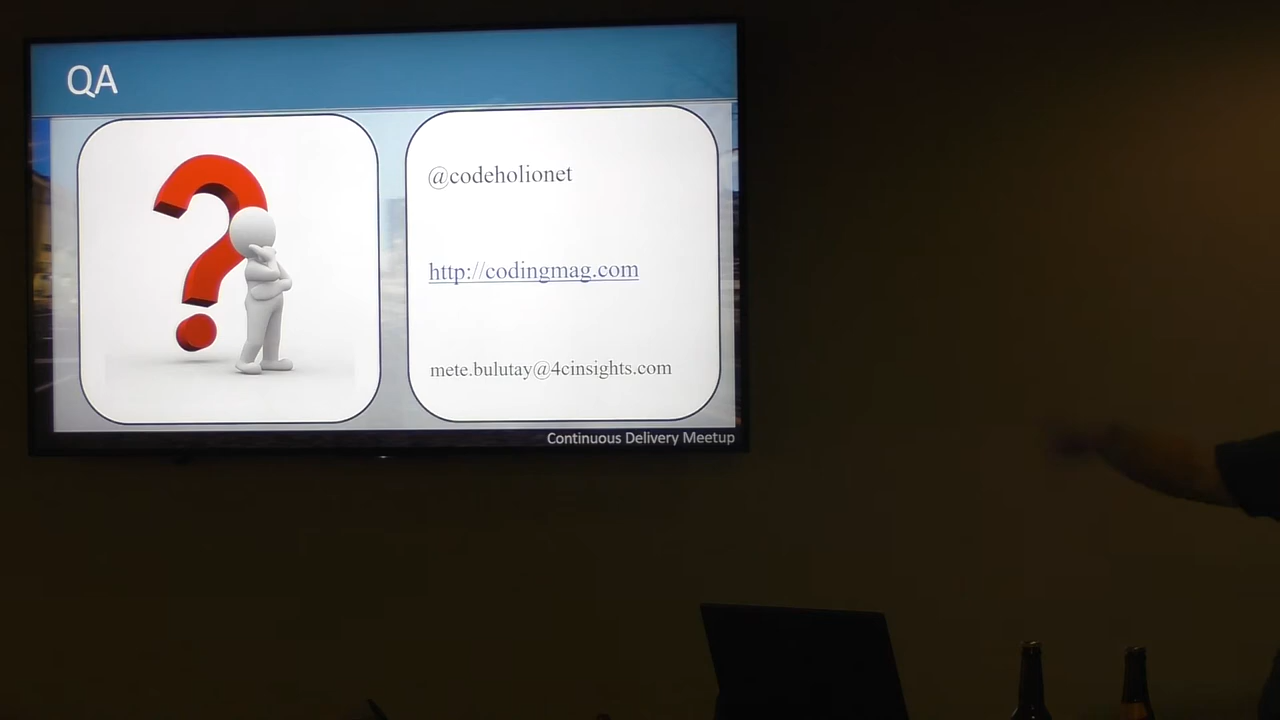 QA
@codeholionet
http://codingmag.com
mete.bulutay@4cinsights.com
Continuous Delivery Meetup